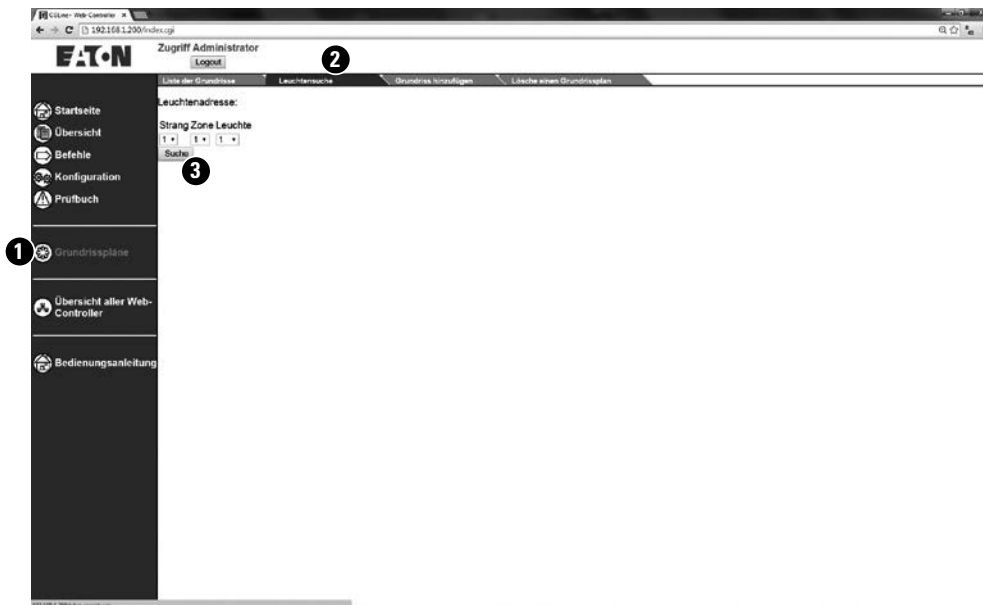 CGLine+ Web-Controller ×
192.168.1.200/index.cgi
EATON
Zugriff Administrator
Logout
2
Liste der Grundrisse
Leuchtensuche
Grundriss hinzufügen
Lösche einen Grundrissplan
Leuchtenadresse:
Strang Zone Leuchte
1 1 1
Suche
3
Startseite
Übersicht
Befehle
Konfiguration
Prüfbuch
1
Grundrisspläne
Übersicht aller Web-
Controller
Bedienungsanleitung